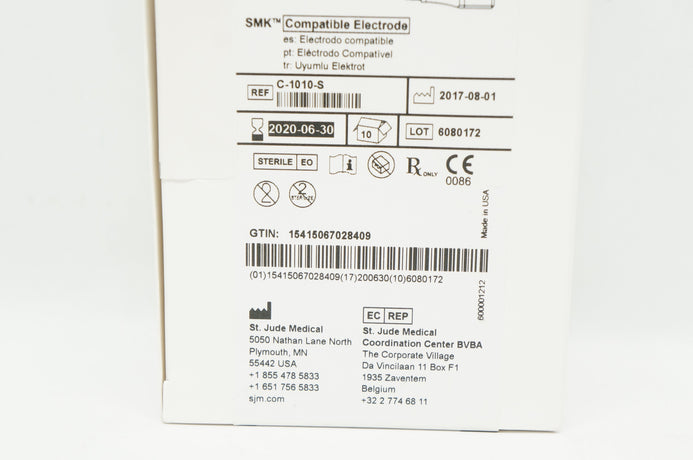 SMK™ Compatible Electrode
es: Electrodo compatible
pt: Eléctrodo Compatível
tr: Uyumlu Elektrot
REF C-1010-S
2017-08-01
2020-06-30
10
LOT 6080172
STERILE EO
i
Rx ONLY
CE
0086
2
2
STERILIZE
Made in USA
GTIN: 15415067028409
(01)15415067028409(17)200630(10)6080172
600001212
St. Jude Medical
5050 Nathan Lane North
Plymouth, MN
55442 USA
+1 855 478 5833
+1 651 756 5833
sjm.com
EC REP
St. Jude Medical
Coordination Center BVBA
The Corporate Village
Da Vincilaan 11 Box F1
1935 Zaventem
Belgium
+32 2 774 68 11